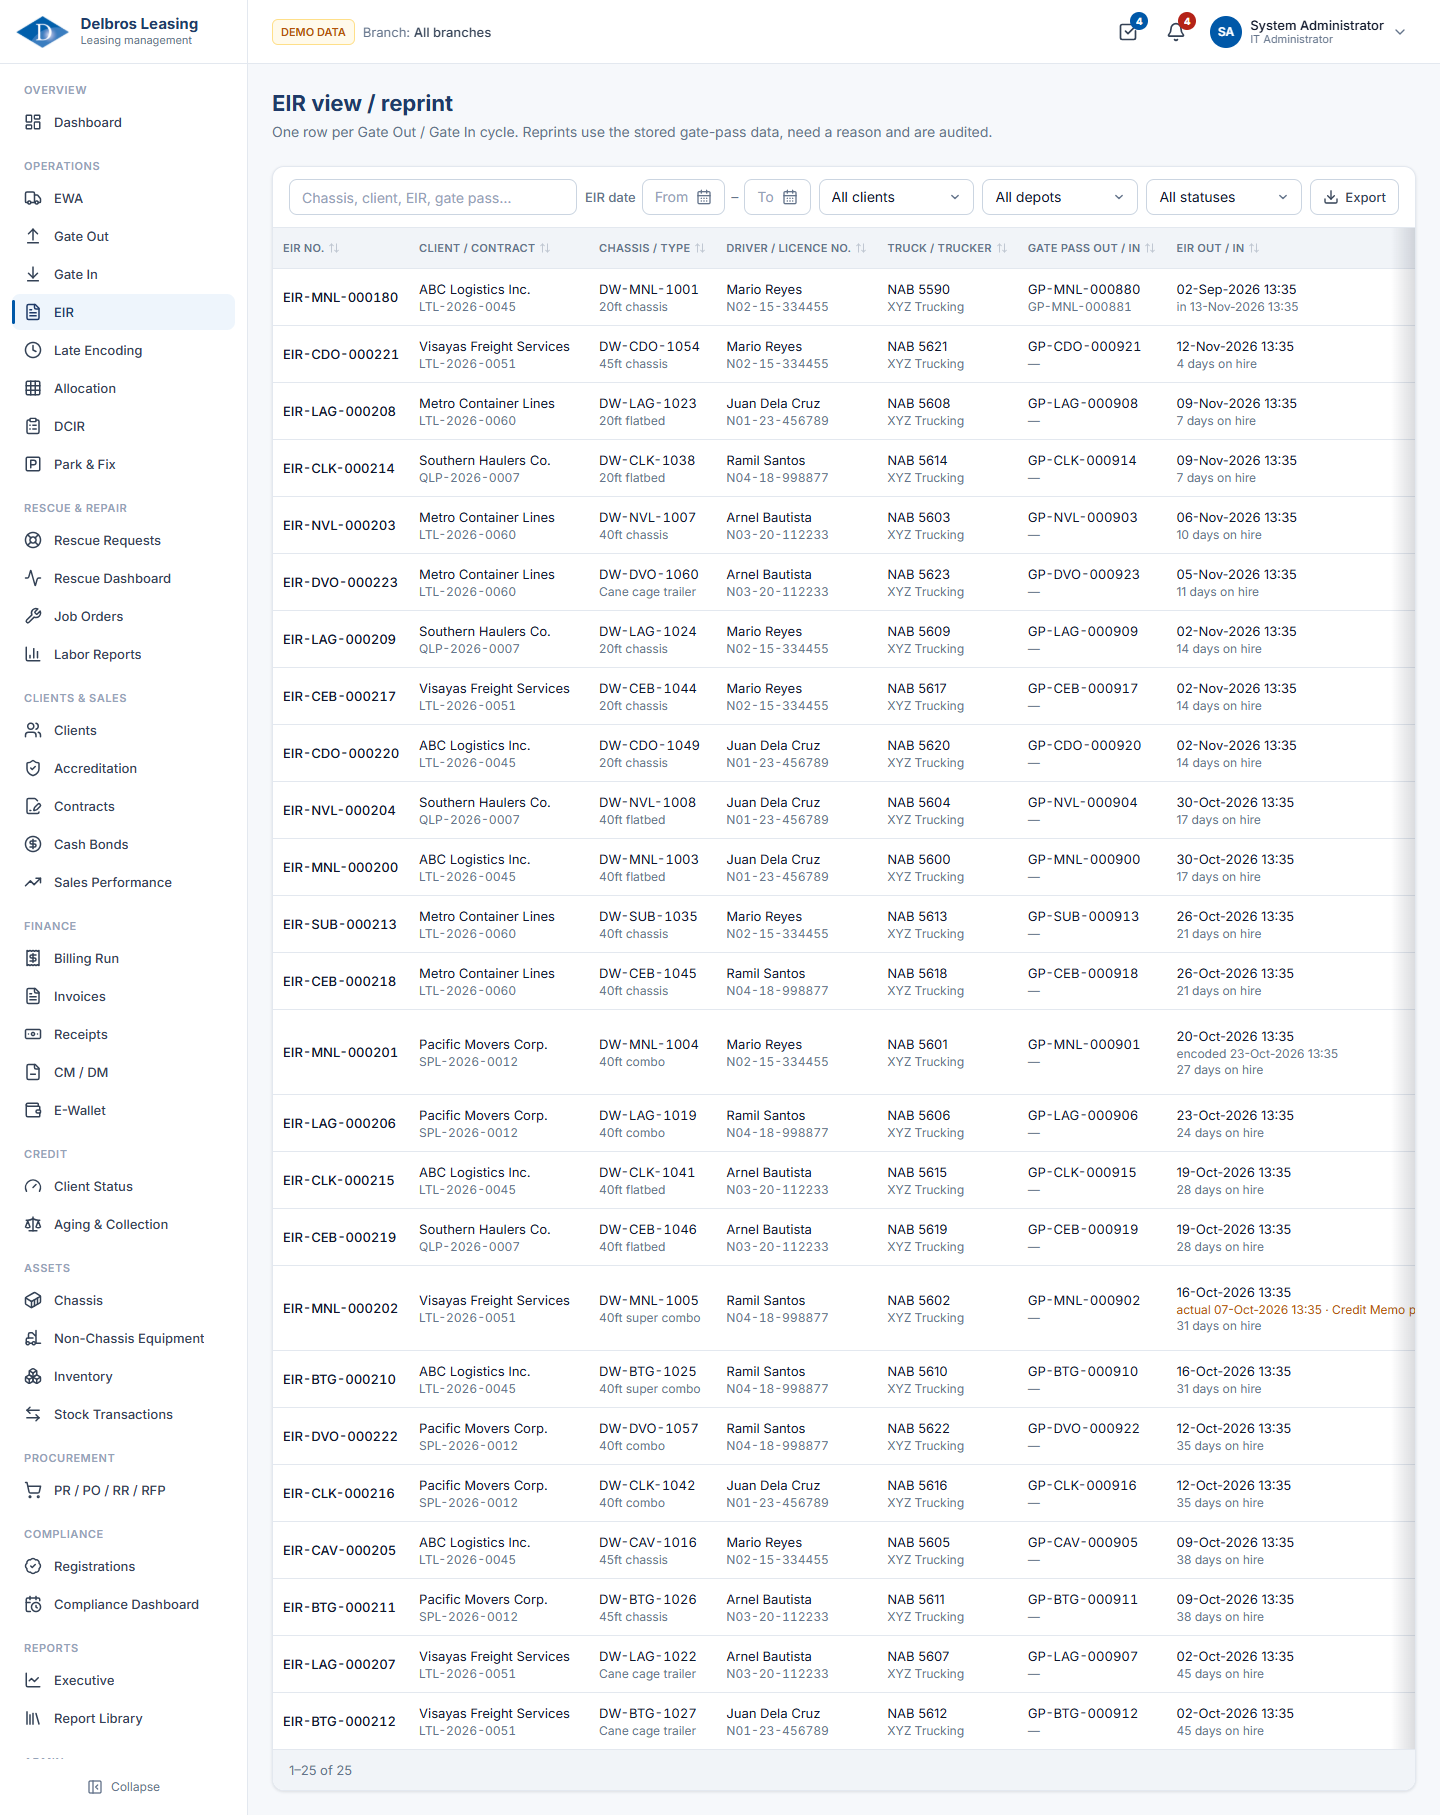 Delbros Leasing
Leasing management
DEMO DATA
Branch: All branches
4
4
SA
System Administrator
IT Administrator
OVERVIEW
Dashboard
OPERATIONS
EWA
Gate Out
Gate In
EIR
Late Encoding
Allocation
DCIR
Park & Fix
RESCUE & REPAIR
Rescue Requests
Rescue Dashboard
Job Orders
Labor Reports
CLIENTS & SALES
Clients
Accreditation
Contracts
Cash Bonds
Sales Performance
FINANCE
Billing Run
Invoices
Receipts
CM / DM
E-Wallet
CREDIT
Client Status
Aging & Collection
ASSETS
Chassis
Non-Chassis Equipment
Inventory
Stock Transactions
PROCUREMENT
PR / PO / RR / RFP
COMPLIANCE
Registrations
Compliance Dashboard
REPORTS
Executive
Report Library
Collapse
EIR view / reprint
One row per Gate Out / Gate In cycle. Reprints use the stored gate-pass data, need a reason and are audited.
Chassis, client, EIR, gate pass... EIR date From – To All clients All depots All statuses Export
EIR NO. CLIENT / CONTRACT CHASSIS / TYPE DRIVER / LICENCE NO. TRUCK / TRUCKER GATE PASS OUT / IN EIR OUT / IN
EIR-MNL-000180 ABC Logistics Inc. DW-MNL-1001 Mario Reyes NAB 5590 GP-MNL-000880 02-Sep-2026 13:35
LTL-2026-0045 20ft chassis N02-15-334455 XYZ Trucking GP-MNL-000881 in 13-Nov-2026 13:35
EIR-CDO-000221 Visayas Freight Services DW-CDO-1054 Mario Reyes NAB 5621 GP-CDO-000921 12-Nov-2026 13:35
LTL-2026-0051 45ft chassis N02-15-334455 XYZ Trucking — 4 days on hire
EIR-LAG-000208 Metro Container Lines DW-LAG-1023 Juan Dela Cruz NAB 5608 GP-LAG-000908 09-Nov-2026 13:35
LTL-2026-0060 20ft flatbed N01-23-456789 XYZ Trucking — 7 days on hire
EIR-CLK-000214 Southern Haulers Co. DW-CLK-1038 Ramil Santos NAB 5614 GP-CLK-000914 09-Nov-2026 13:35
QLP-2026-0007 20ft flatbed N04-18-998877 XYZ Trucking — 7 days on hire
EIR-NVL-000203 Metro Container Lines DW-NVL-1007 Arnel Bautista NAB 5603 GP-NVL-000903 06-Nov-2026 13:35
LTL-2026-0060 40ft chassis N03-20-112233 XYZ Trucking — 10 days on hire
EIR-DVO-000223 Metro Container Lines DW-DVO-1060 Arnel Bautista NAB 5623 GP-DVO-000923 05-Nov-2026 13:35
LTL-2026-0060 Cane cage trailer N03-20-112233 XYZ Trucking — 11 days on hire
EIR-LAG-000209 Southern Haulers Co. DW-LAG-1024 Mario Reyes NAB 5609 GP-LAG-000909 02-Nov-2026 13:35
QLP-2026-0007 20ft chassis N02-15-334455 XYZ Trucking — 14 days on hire
EIR-CEB-000217 Visayas Freight Services DW-CEB-1044 Mario Reyes NAB 5617 GP-CEB-000917 02-Nov-2026 13:35
LTL-2026-0051 20ft chassis N02-15-334455 XYZ Trucking — 14 days on hire
EIR-CDO-000220 ABC Logistics Inc. DW-CDO-1049 Juan Dela Cruz NAB 5620 GP-CDO-000920 02-Nov-2026 13:35
LTL-2026-0045 20ft chassis N01-23-456789 XYZ Trucking — 14 days on hire
EIR-NVL-000204 Southern Haulers Co. DW-NVL-1008 Juan Dela Cruz NAB 5604 GP-NVL-000904 30-Oct-2026 13:35
QLP-2026-0007 40ft flatbed N01-23-456789 XYZ Trucking — 17 days on hire
EIR-MNL-000200 ABC Logistics Inc. DW-MNL-1003 Juan Dela Cruz NAB 5600 GP-MNL-000900 30-Oct-2026 13:35
LTL-2026-0045 40ft flatbed N01-23-456789 XYZ Trucking — 17 days on hire
EIR-SUB-000213 Metro Container Lines DW-SUB-1035 Mario Reyes NAB 5613 GP-SUB-000913 26-Oct-2026 13:35
LTL-2026-0060 40ft chassis N02-15-334455 XYZ Trucking — 21 days on hire
EIR-CEB-000218 Metro Container Lines DW-CEB-1045 Ramil Santos NAB 5618 GP-CEB-000918 26-Oct-2026 13:35
LTL-2026-0060 40ft chassis N04-18-998877 XYZ Trucking — 21 days on hire
EIR-MNL-000201 Pacific Movers Corp. DW-MNL-1004 Mario Reyes NAB 5601 GP-MNL-000901 20-Oct-2026 13:35
SPL-2026-0012 40ft combo N02-15-334455 XYZ Trucking — encoded 23-Oct-2026 13:35
27 days on hire
EIR-LAG-000206 Pacific Movers Corp. DW-LAG-1019 Ramil Santos NAB 5606 GP-LAG-000906 23-Oct-2026 13:35
SPL-2026-0012 40ft combo N04-18-998877 XYZ Trucking — 24 days on hire
EIR-CLK-000215 ABC Logistics Inc. DW-CLK-1041 Arnel Bautista NAB 5615 GP-CLK-000915 19-Oct-2026 13:35
LTL-2026-0045 40ft flatbed N03-20-112233 XYZ Trucking — 28 days on hire
EIR-CEB-000219 Southern Haulers Co. DW-CEB-1046 Arnel Bautista NAB 5619 GP-CEB-000919 19-Oct-2026 13:35
QLP-2026-0007 40ft flatbed N03-20-112233 XYZ Trucking — 28 days on hire
EIR-MNL-000202 Visayas Freight Services DW-MNL-1005 Ramil Santos NAB 5602 GP-MNL-000902 16-Oct-2026 13:35
LTL-2026-0051 40ft super combo N04-18-998877 XYZ Trucking — actual 07-Oct-2026 13:35 · Credit Memo p
31 days on hire
EIR-BTG-000210 ABC Logistics Inc. DW-BTG-1025 Ramil Santos NAB 5610 GP-BTG-000910 16-Oct-2026 13:35
LTL-2026-0045 40ft super combo N04-18-998877 XYZ Trucking — 31 days on hire
EIR-DVO-000222 Pacific Movers Corp. DW-DVO-1057 Ramil Santos NAB 5622 GP-DVO-000922 12-Oct-2026 13:35
SPL-2026-0012 40ft combo N04-18-998877 XYZ Trucking — 35 days on hire
EIR-CLK-000216 Pacific Movers Corp. DW-CLK-1042 Juan Dela Cruz NAB 5616 GP-CLK-000916 12-Oct-2026 13:35
SPL-2026-0012 40ft combo N01-23-456789 XYZ Trucking — 35 days on hire
EIR-CAV-000205 ABC Logistics Inc. DW-CAV-1016 Mario Reyes NAB 5605 GP-CAV-000905 09-Oct-2026 13:35
LTL-2026-0045 45ft chassis N02-15-334455 XYZ Trucking — 38 days on hire
EIR-BTG-000211 Pacific Movers Corp. DW-BTG-1026 Arnel Bautista NAB 5611 GP-BTG-000911 09-Oct-2026 13:35
SPL-2026-0012 45ft chassis N03-20-112233 XYZ Trucking — 38 days on hire
EIR-LAG-000207 Visayas Freight Services DW-LAG-1022 Arnel Bautista NAB 5607 GP-LAG-000907 02-Oct-2026 13:35
LTL-2026-0051 Cane cage trailer N03-20-112233 XYZ Trucking — 45 days on hire
EIR-BTG-000212 Visayas Freight Services DW-BTG-1027 Juan Dela Cruz NAB 5612 GP-BTG-000912 02-Oct-2026 13:35
LTL-2026-0051 Cane cage trailer N01-23-456789 XYZ Trucking — 45 days on hire
1–25 of 25